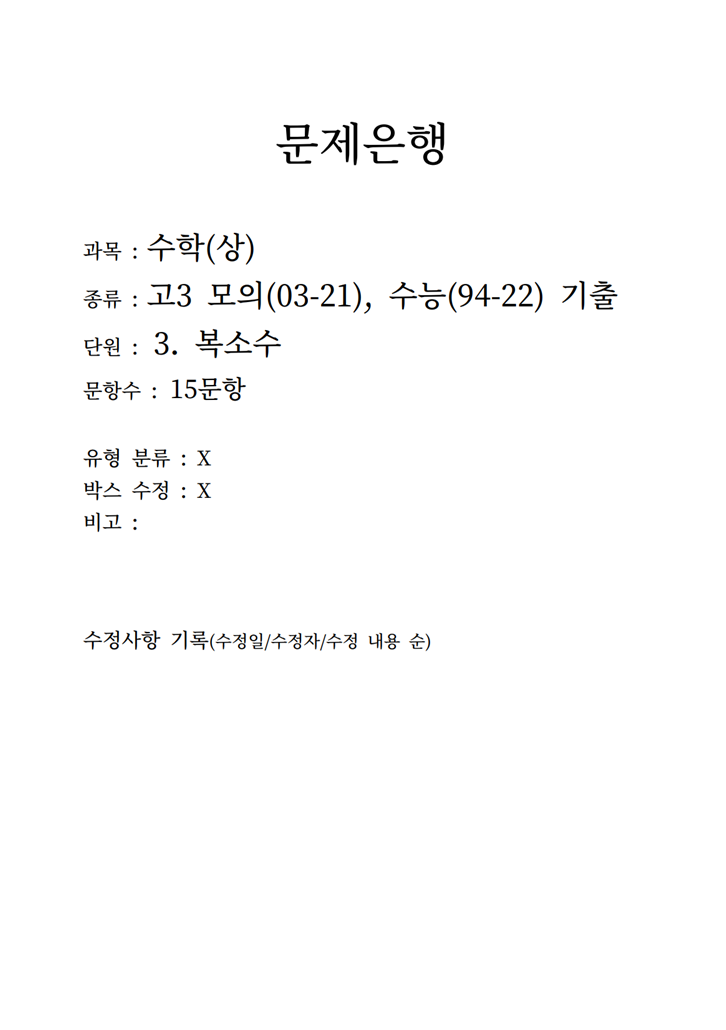 문제은행
과목 : 수학(상)
종류 : 고3 모의(03-21), 수능(94-22) 기출
단원 : 3. 복소수
문항수 : 15문항
유형 분류 : X
박스 수정 : X
비고 :
수정사항 기록(수정일/수정자/수정 내용 순)